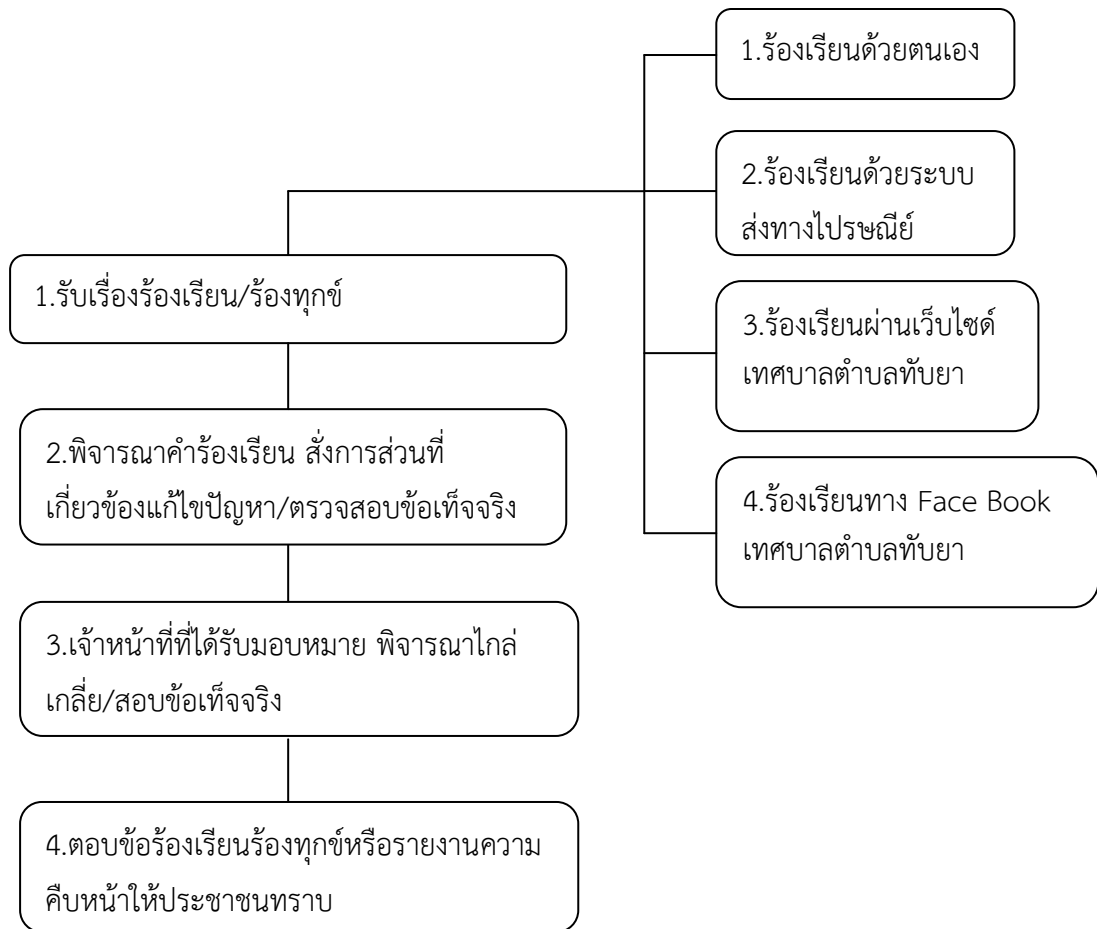 1.ร้องเรียนด้วยตนเอง
2.ร้องเรียนด้วยระบบ
ส่งทางไปรษณีย์
1.รับเรื่องร้องเรียน/ร้องทุกข์
3.ร้องเรียนผ่านเว็บไซด์
เทศบาลตำบลทับยา
2.พิจารณาคำร้องเรียน สั่งการส่วนที่
เกี่ยวข้องแก้ไขปัญหา/ตรวจสอบข้อเท็จจริง
4.ร้องเรียนทาง Face Book
เทศบาลตำบลทับยา
3.เจ้าหน้าที่ที่ได้รับมอบหมาย พิจารณาไกล่
เกลี่ย/สอบข้อเท็จจริง
4.ตอบข้อร้องเรียนร้องทุกข์หรือรายงานความ
คืบหน้าให้ประชาชนทราบ